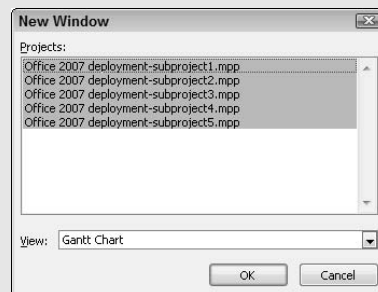 New Window
Projects:
Office 2007 deployment-subproject1.mpp
Office 2007 deployment-subproject2.mpp
Office 2007 deployment-subproject3.mpp
Office 2007 deployment-subproject4.mpp
Office 2007 deployment-subproject5.mpp
View: Gantt Chart
OK Cancel